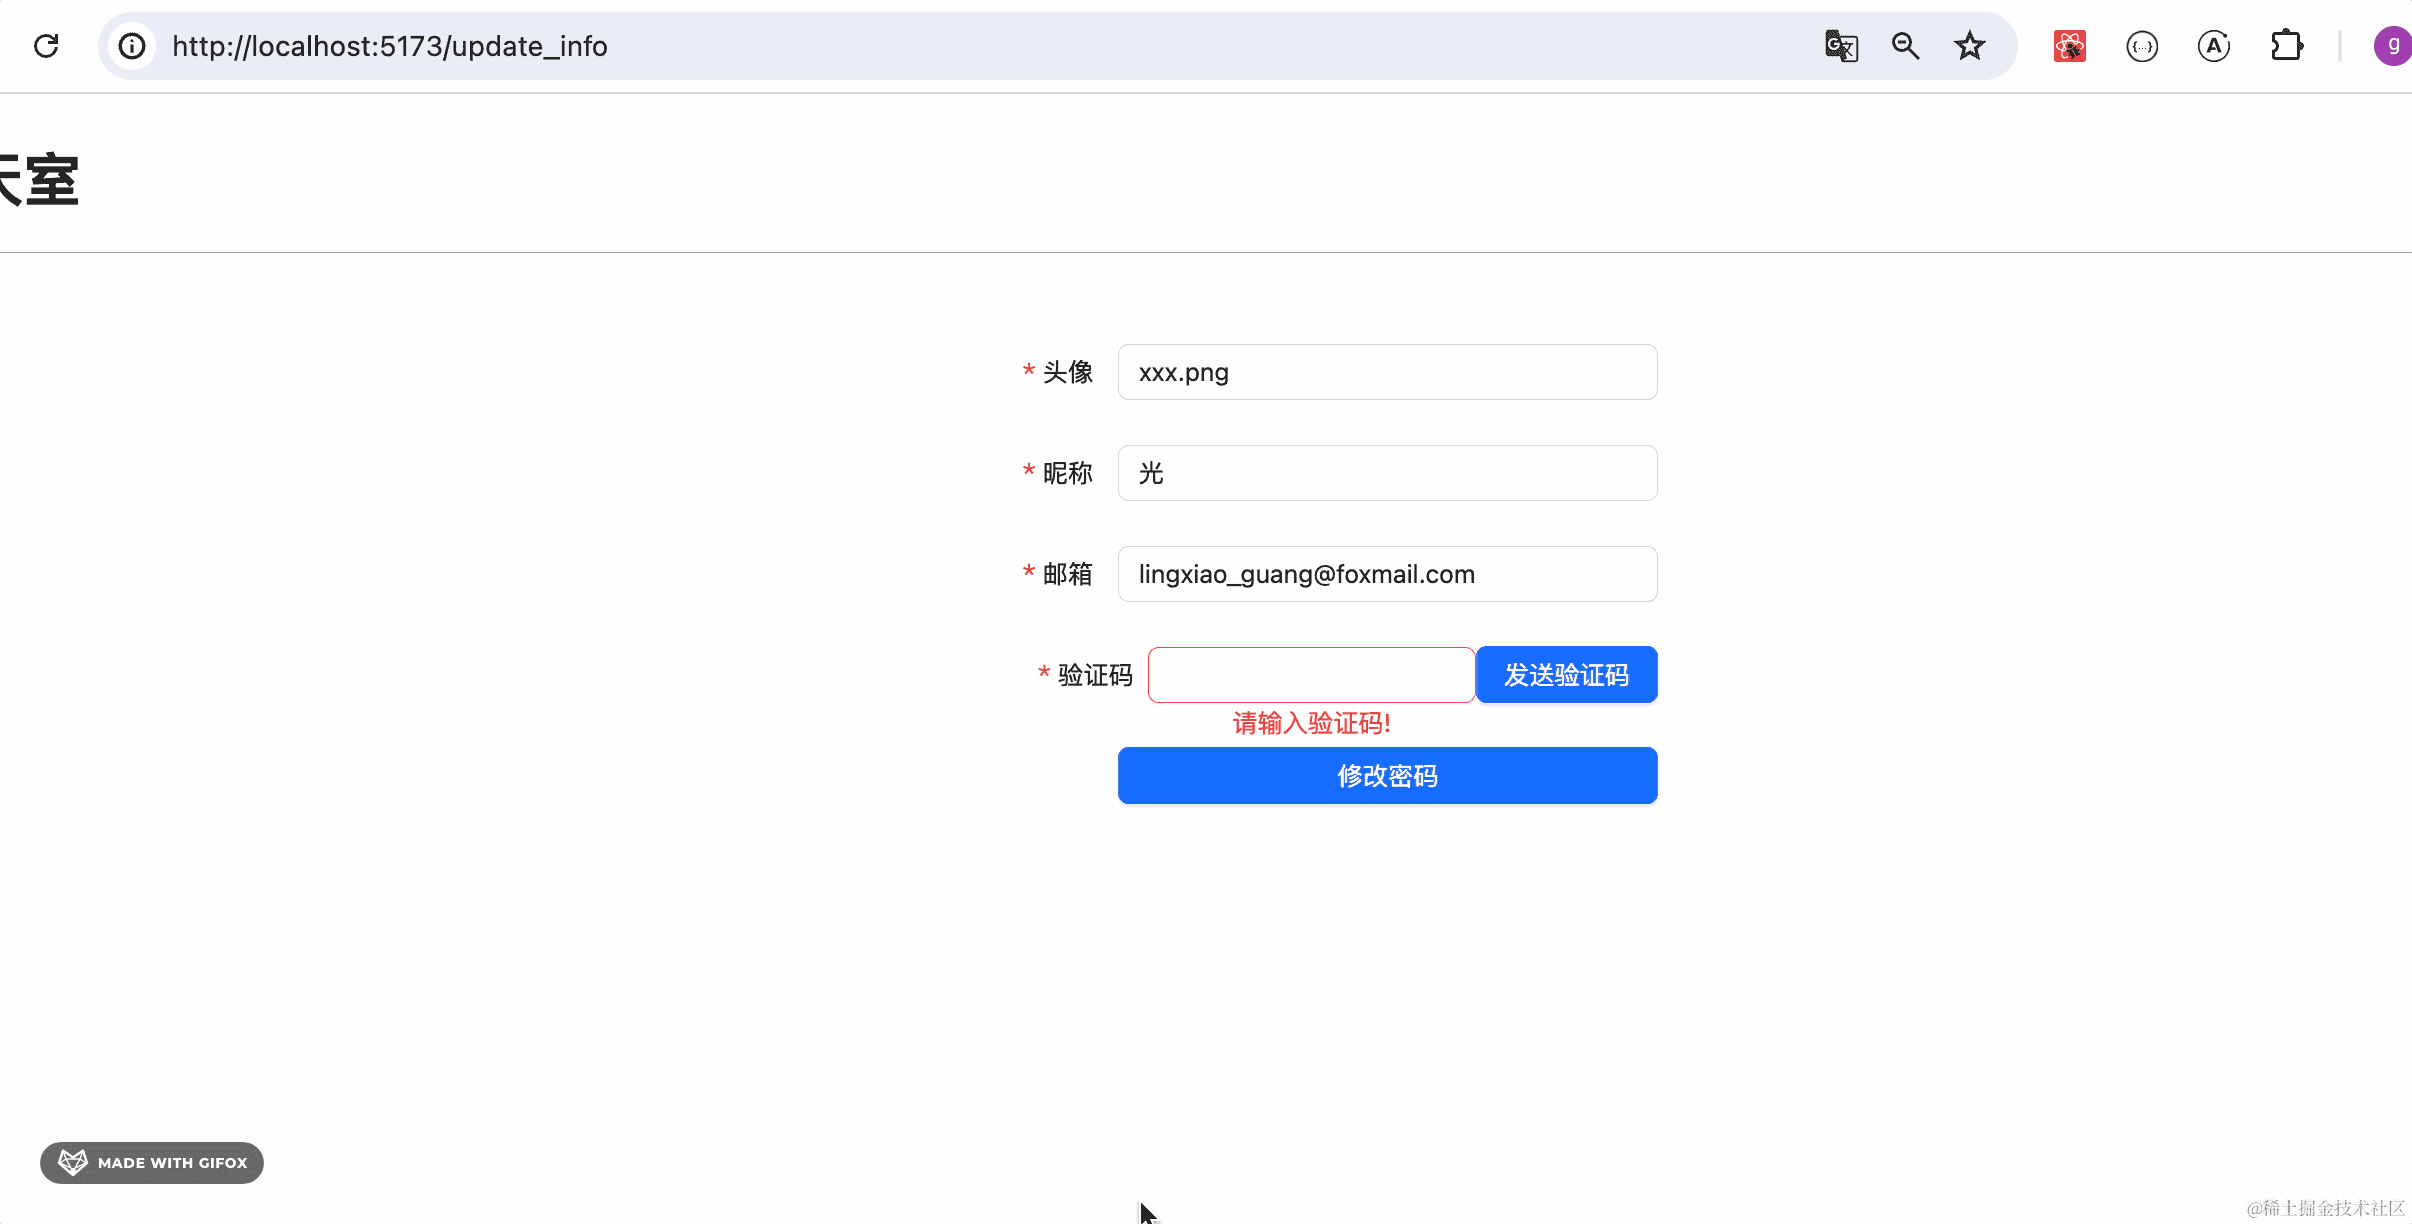 http://localhost:5173/update_info
g
天室
* 头像 xxx.png
* 昵称 光
* 邮箱 lingxiao_guang@foxmail.com
* 验证码 发送验证码
请输入验证码!
修改密码
MADE WITH GIFOX
@稀土掘金技术社区